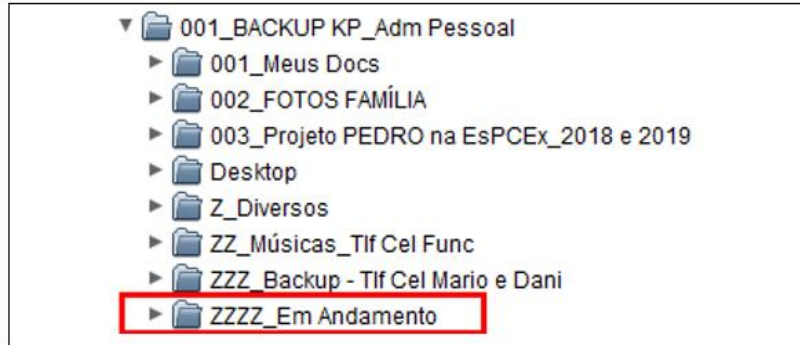 001_BACKUP KP_Adm Pessoal
001_Meus Docs
002_FOTOS FAMÍLIA
003_Projeto PEDRO na EsPCEx_2018 e 2019
Desktop
Z_Diversos
ZZ_Músicas_Tlf Cel Func
ZZZ_Backup - Tlf Cel Mario e Dani
ZZZZ_Em Andamento